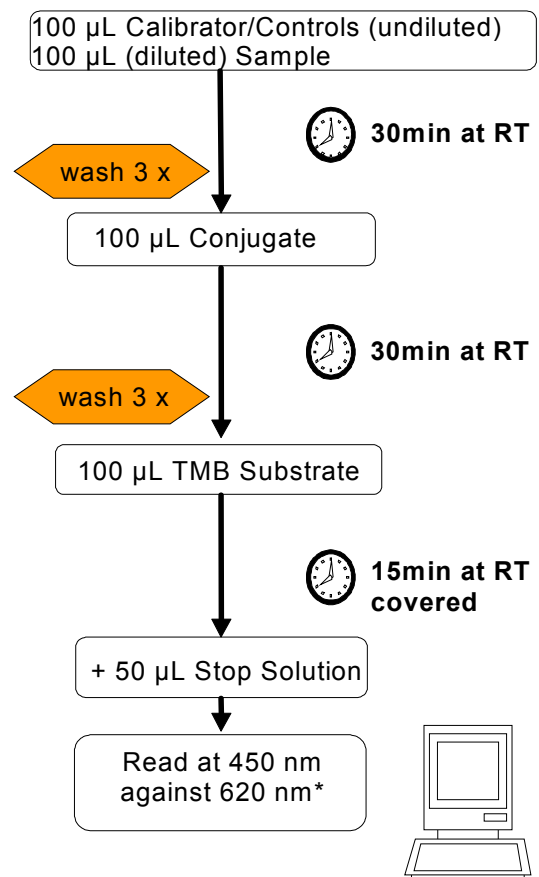 100 µL Calibrator/Controls (undiluted)
100 µL (diluted) Sample
30min at RT
wash 3 x
100 µL Conjugate
30min at RT
wash 3 x
100 µL TMB Substrate
15min at RT
covered
+ 50 µL Stop Solution
Read at 450 nm
against 620 nm*